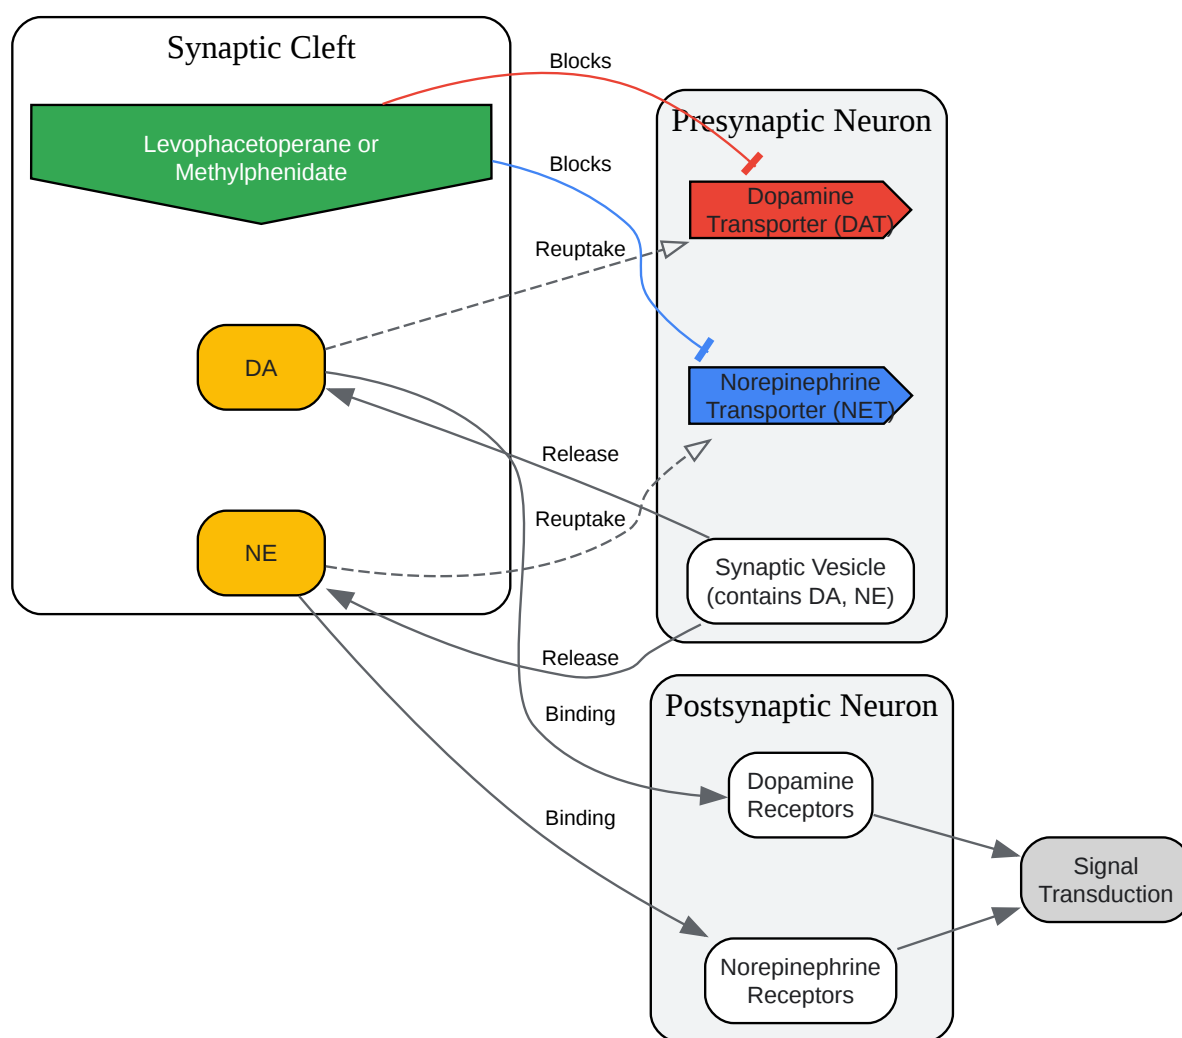 Synaptic Cleft
Blocks
Presynaptic Neuron
Levophacetoperane or
Methylphenidate
Blocks
Dopamine
Transporter (DAT)
Reuptake
DA
Norepinephrine
Transporter (NET)
Release
Reuptake
NE
Synaptic Vesicle
(contains DA, NE)
Release
Postsynaptic Neuron
Binding
Dopamine
Receptors
Binding
Signal
Transduction
Norepinephrine
Receptors